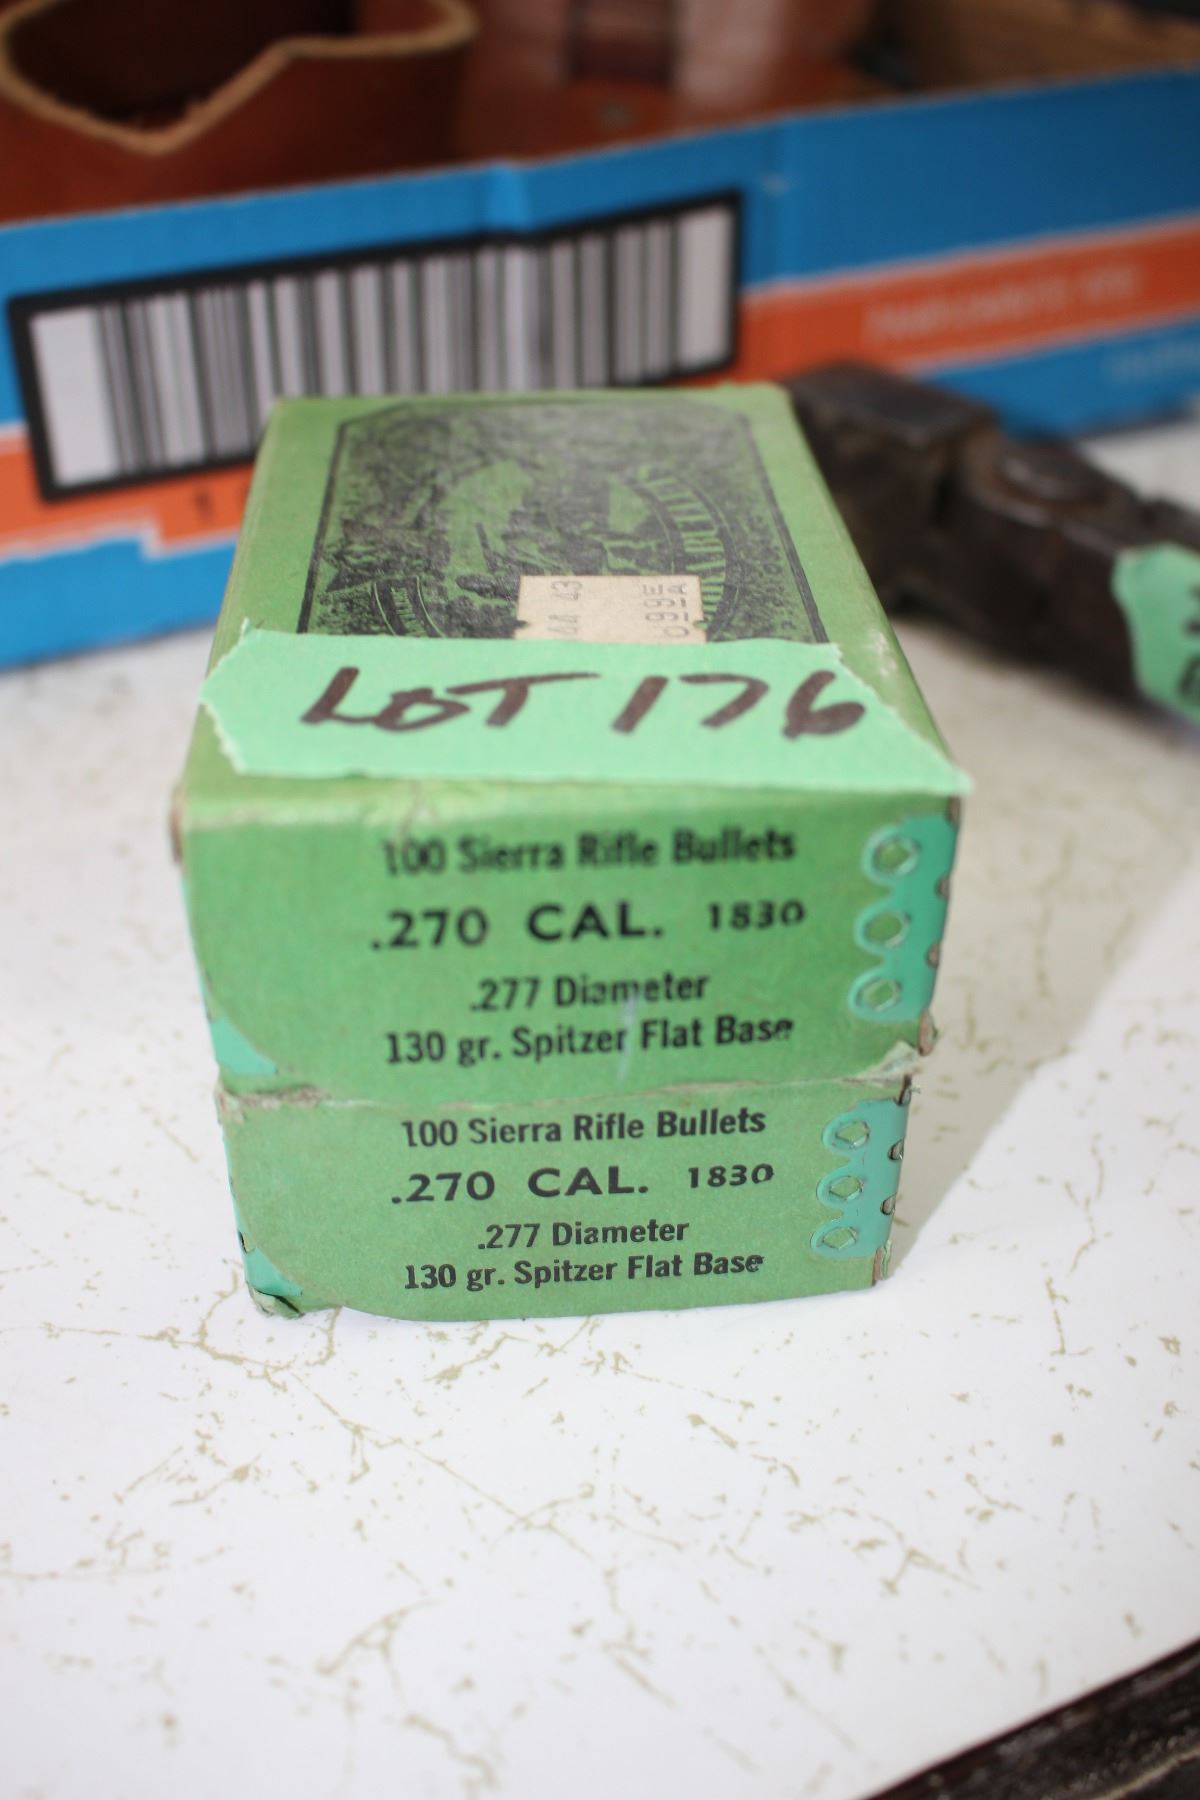 LOT 176
100 Sierra Rifle Bullets
.270 CAL. 1830
.277 Diameter
130 gr. Spitzer Flat Base
100 Sierra Rifle Bullets
.270 CAL. 1830
.277 Diameter
130 gr. Spitzer Flat Base